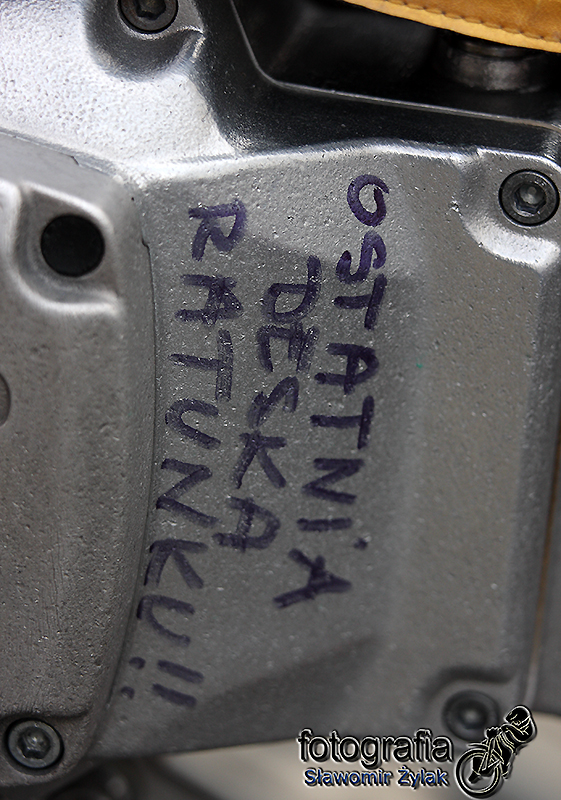 OSTATNIA
DESKA
RATUNKU!!
fotografia
Sławomir Żylak